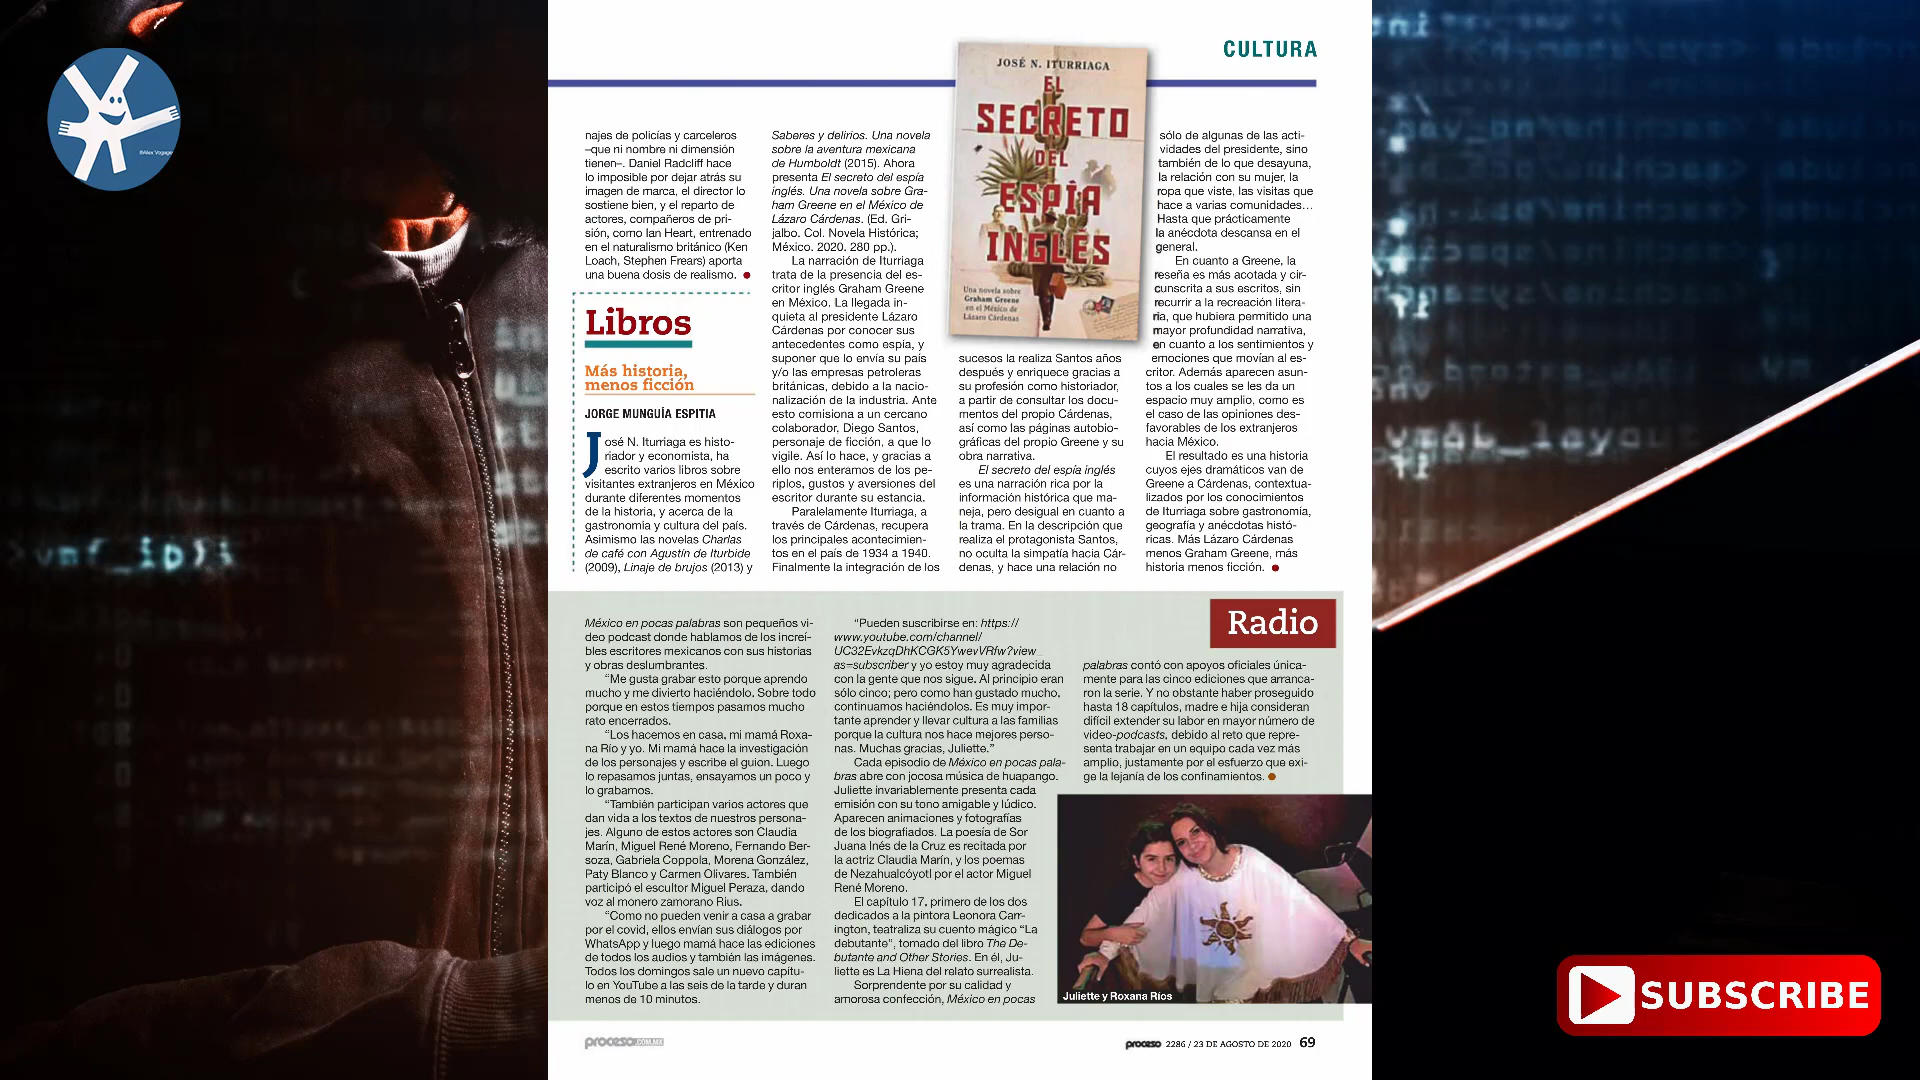 CULTURA
najes de policías y carceleros
–que ni nombre ni dimensión
tienen–. Daniel Radcliff hace
lo imposible por dejar atrás su
imagen de marca, el director lo
sostiene bien, y el reparto de
actores, compañeros de pri-
sión, como Ian Heart, entrenado
en el naturalismo británico (Ken
Loach, Stephen Frears) aporta
una buena dosis de realismo.
Libros
Más historia,
menos ficción
JORGE MUNGUÍA ESPITIA
José N. Iturriaga es histo-
riador y economista, ha
escrito varios libros sobre
visitantes extranjeros en México
durante diferentes momentos
de la historia, y acerca de la
gastronomía y cultura del país.
Asimismo las novelas Charlas
de café con Agustín de Iturbide
(2009), Linaje de brujos (2013) y
Saberes y delirios. Una novela
sobre la aventura mexicana
de Humboldt (2015). Ahora
presenta El secreto del espía
inglés. Una novela sobre Gra-
ham Greene en el México de
Lázaro Cárdenas. (Ed. Gri-
jalbo. Col. Novela Histórica;
México. 2020. 280 pp.).
La narración de Iturriaga
trata de la presencia del es-
critor inglés Graham Greene
en México. La llegada in-
quieta al presidente Lázaro
Cárdenas por conocer sus
antecedentes como espía, y
suponer que lo envía su país
y/o las empresas petroleras
británicas, debido a la nacio-
nalización de la industria. Ante
esto comisiona a un cercano
colaborador, Diego Santos,
personaje de ficción, a que lo
vigile. Así lo hace, y gracias a
ello nos enteramos de los pe-
riplos, gustos y aversiones del
escritor durante su estancia.
Paralelamente Iturriaga, a
través de Cárdenas, recupera
los principales acontecimien-
tos en el país de 1934 a 1940.
Finalmente la integración de los
JOSÉ N. ITURRIAGA
EL
SECRETO
DEL
ESPÍA
INGLÉS
Una novela sobre
Graham Greene
en el México de
Lázaro Cárdenas
sucesos la realiza Santos años
después y enriquece gracias a
su profesión como historiador,
a partir de consultar los docu-
mentos del propio Cárdenas,
así como las páginas autobio-
gráficas del propio Greene y su
obra narrativa.
El secreto del espía inglés
es una narración rica por la
información histórica que ma-
neja, pero desigual en cuanto a
la trama. En la descripción que
realiza el protagonista Santos,
no oculta la simpatía hacia Cár-
denas, y hace una relación no
sólo de algunas de las acti-
vidades del presidente, sino
también de lo que desayuna,
la relación con su mujer, la
ropa que viste, las visitas que
hace a varias comunidades…
Hasta que prácticamente
la anécdota descansa en el
general.
En cuanto a Greene, la
reseña es más acotada y cir-
cunscrita a sus escritos, sin
recurrir a la recreación litera-
ria, que hubiera permitido una
mayor profundidad narrativa,
en cuanto a los sentimientos y
emociones que movían al es-
critor. Además aparecen asun-
tos a los cuales se les da un
espacio muy amplio, como es
el caso de las opiniones des-
favorables de los extranjeros
hacia México.
El resultado es una historia
cuyos ejes dramáticos van de
Greene a Cárdenas, contextua-
lizados por los conocimientos
de Iturriaga sobre gastronomía,
geografía y anécdotas histó-
ricas. Más Lázaro Cárdenas
menos Graham Greene, más
historia menos ficción.
Radio
México en pocas palabras son pequeños vi-
deo podcast donde hablamos de los increí-
bles escritores mexicanos con sus historias
y obras deslumbrantes.
“Me gusta grabar esto porque aprendo
mucho y me divierto haciéndolo. Sobre todo
porque en estos tiempos pasamos mucho
rato encerrados.
“Los hacemos en casa, mi mamá Roxa-
na Río y yo. Mi mamá hace la investigación
de los personajes y escribe el guion. Luego
lo repasamos juntas, ensayamos un poco y
lo grabamos.
“También participan varios actores que
dan vida a los textos de nuestros persona-
jes. Alguno de estos actores son Claudia
Marín, Miguel René Moreno, Fernando Ber-
soza, Gabriela Coppola, Morena González,
Paty Blanco y Carmen Olivares. También
participó el escultor Miguel Peraza, dando
voz al monero zamorano Rius.
“Como no pueden venir a casa a grabar
por el covid, ellos envían sus diálogos por
WhatsApp y luego mamá hace las ediciones
de todos los audios y también las imágenes.
Todos los domingos sale un nuevo capítu-
lo en YouTube a las seis de la tarde y duran
menos de 10 minutos.
“Pueden suscribirse en: https://
www.youtube.com/channel/
UC32EvkzqDhKCGK5YwevVRfw?view_
as=subscriber y yo estoy muy agradecida
con la gente que nos sigue. Al principio eran
sólo cinco; pero como han gustado mucho,
continuamos haciéndolos. Es muy impor-
tante aprender y llevar cultura a las familias
porque la cultura nos hace mejores perso-
nas. Muchas gracias, Juliette.”
Cada episodio de México en pocas pala-
bras abre con jocosa música de huapango.
Juliette invariablemente presenta cada
emisión con su tono amigable y lúdico.
Aparecen animaciones y fotografías
de los biografiados. La poesía de Sor
Juana Inés de la Cruz es recitada por
la actriz Claudia Marín, y los poemas
de Nezahualcóyotl por el actor Miguel
René Moreno.
El capítulo 17, primero de los dos
dedicados a la pintora Leonora Carr-
ington, teatraliza su cuento mágico “La
debutante”, tomado del libro The De-
butante and Other Stories. En él, Ju-
liette es La Hiena del relato surrealista.
Sorprendente por su calidad y
amorosa confección, México en pocas
palabras contó con apoyos oficiales única-
mente para las cinco ediciones que arranca-
ron la serie. Y no obstante haber proseguido
hasta 18 capítulos, madre e hija consideran
difícil extender su labor en mayor número de
video-podcasts, debido al reto que repre-
senta trabajar en un equipo cada vez más
amplio, justamente por el esfuerzo que exi-
ge la lejanía de los confinamientos.
Juliette y Roxana Ríos
proceso.COM.MX
proceso 2286 / 23 DE AGOSTO DE 2020 69
©Alex Vogage
SUBSCRIBE